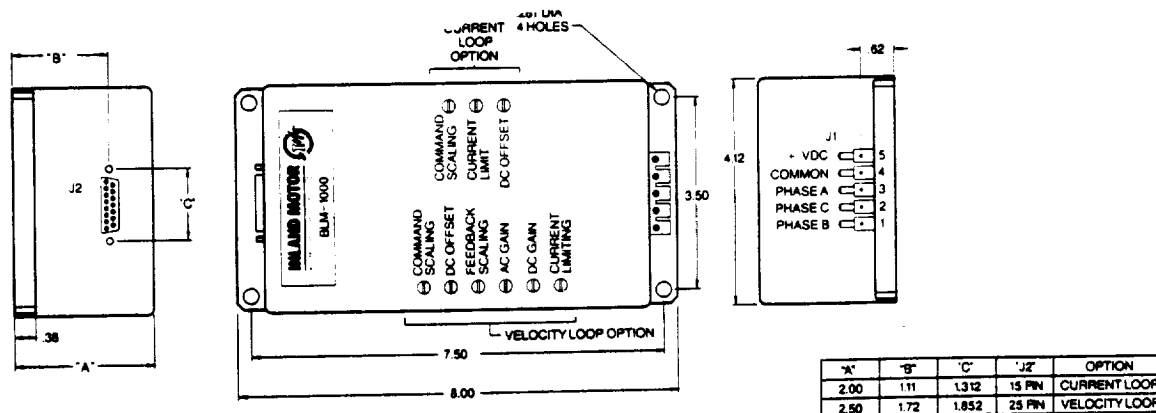 "B"
J2
"C"
.38
"A"
CURRENT
LOOP
OPTION
DIA
4 HOLES
INLAND MOTOR
BLM-1000
COMMAND
SCALING
CURRENT
LIMIT
DC OFFSET
COMMAND
SCALING
DC OFFSET
FEEDBACK
SCALING
AC GAIN
DC GAIN
CURRENT
LIMITING
VELOCITY LOOP OPTION
7.50
8.00
3.50
4.12
.62
J1
+ VDC 5
COMMON 4
PHASE A 3
PHASE C 2
PHASE B 1
"A" "B" "C" "J2" OPTION
2.00 1.11 1.312 15 PIN CURRENT LOOP
2.50 1.72 1.852 25 PIN VELOCITY LOOP